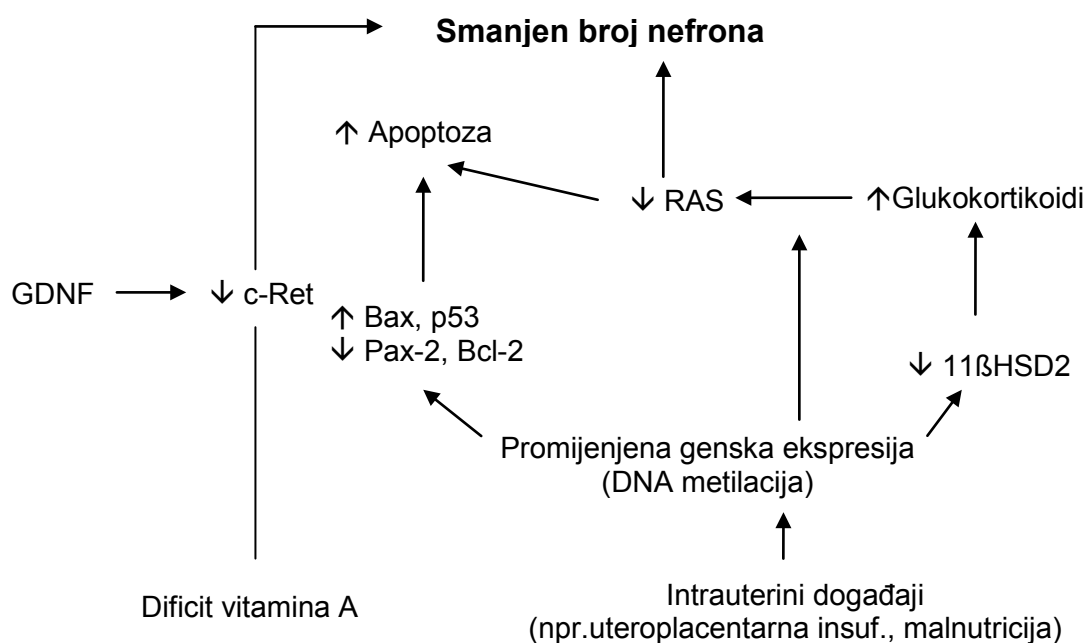 Smanjen broj nefrona
↑ Apoptoza
↓ RAS
↑Glukokortikoidi
GDNF
↓ c-Ret
↑ Bax, p53
↓ Pax-2, Bcl-2
↓ 11ßHSD2
Promijenjena genska ekspresija
(DNA metilacija)
Dificit vitamina A
Intrauterini događaji
(npr.uteroplacentarna insuf., malnutricija)